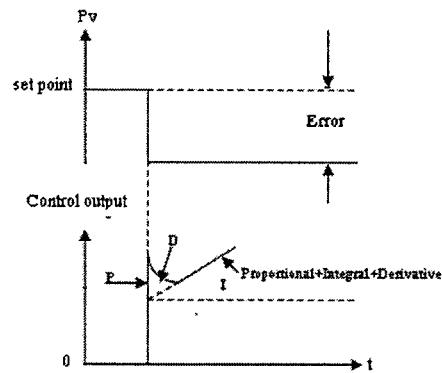 Pv
set point
Error
Control output
D
P
Proportional+Integral+Derivative
I
0
t